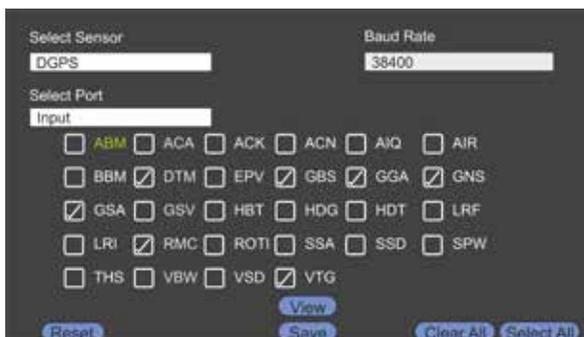 Select Sensor Baud Rate
DGPS 38400
Select Port
Input
ABM ACA ACK ACN AIQ AIR
BBM DTM EPV GBS GGA GNS
GSA GSV HBT HDG HDT LRF
LRI RMC ROTI SSA SSD SPW
THS VBW VSD VTG
View
Reset Save Clear All Select All